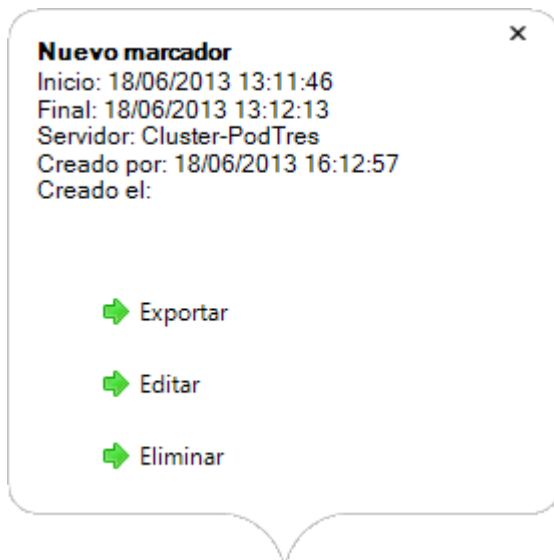 Nuevo marcador
Inicio: 18/06/2013 13:11:46
Final: 18/06/2013 13:12:13
Servidor: Cluster-PodTres
Creado por: 18/06/2013 16:12:57
Creado el:
Exportar
Editar
Eliminar